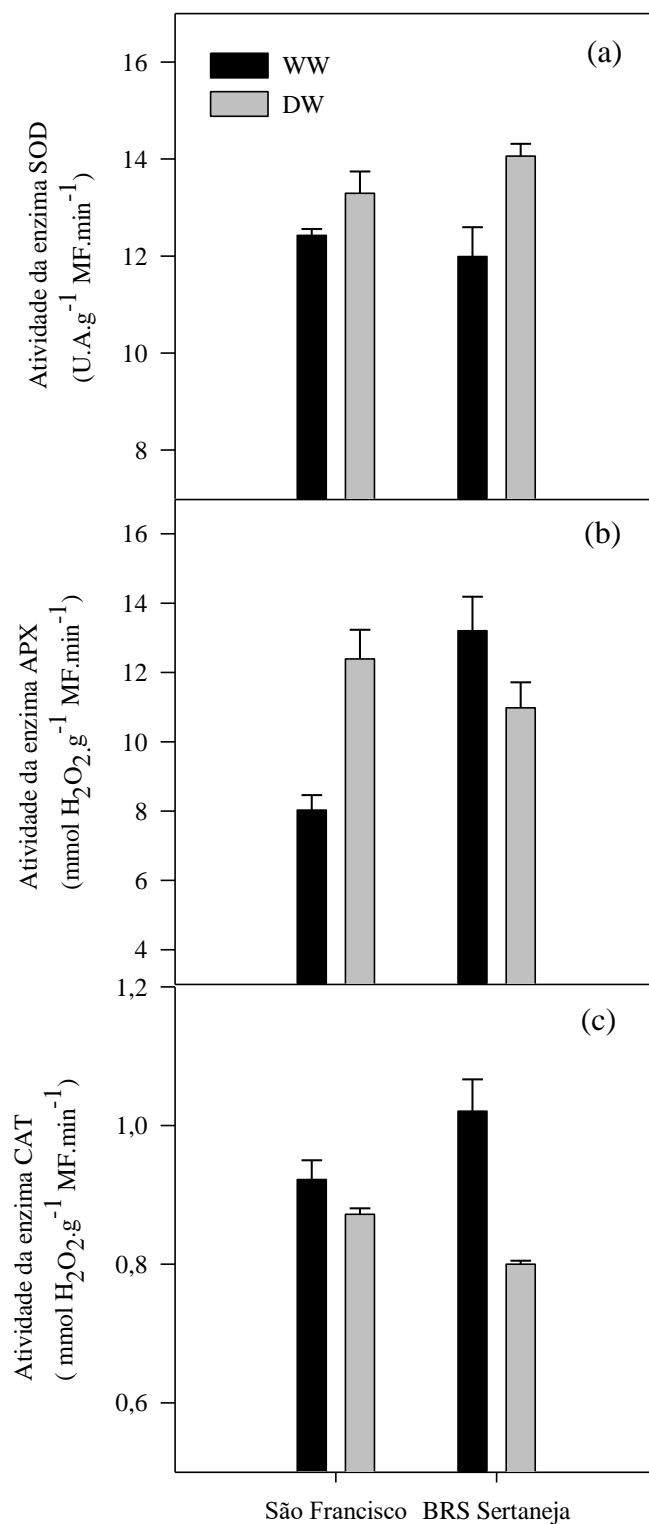 (a)
WW
DW
Atividade da enzima SOD
(U.A.g⁻¹ MF.min⁻¹)
16
14
12
10
8
(b)
Atividade da enzima APX
(mmol H₂O₂.g⁻¹ MF.min⁻¹)
16
14
12
10
8
6
4
(c)
Atividade da enzima CAT
( mmol H₂O₂.g⁻¹ MF.min⁻¹)
1,2
1,0
0,8
0,6
São Francisco BRS Sertaneja